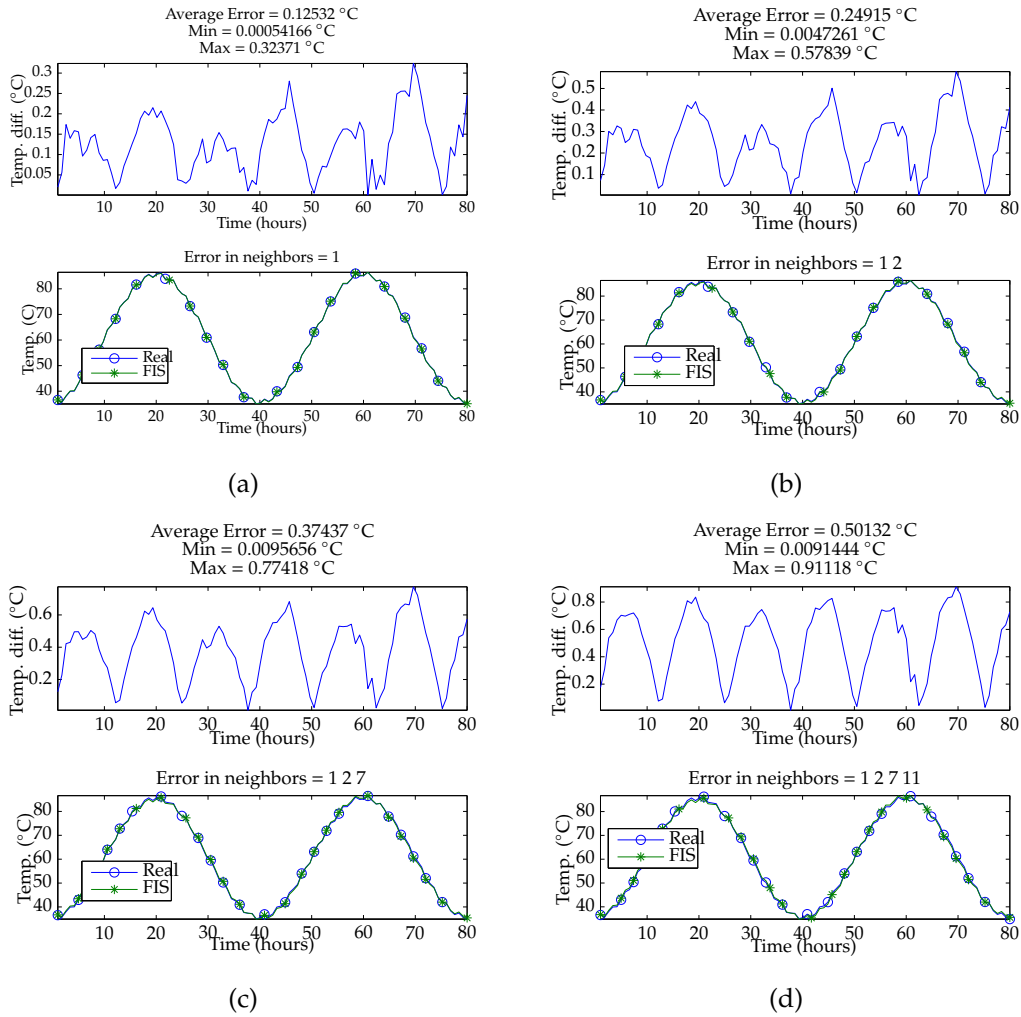 Average Error = 0.12532 °C
Min = 0.00054166 °C
Max = 0.32371 °C
0.3
0.25
0.2
0.15
0.1
0.05
Temp. diff. (°C)
10 20 30 40 50 60 70 80
Time (hours)
Error in neighbors = 1
80
70
60
50
40
Temp. (C)
Real
FIS
10 20 30 40 50 60 70 80
Time (hours)
(a)
Average Error = 0.24915 °C
Min = 0.0047261 °C
Max = 0.57839 °C
0.5
0.4
0.3
0.2
0.1
Temp. diff. (°C)
10 20 30 40 50 60 70 80
Time (hours)
Error in neighbors = 1 2
80
70
60
50
40
Temp. (°C)
Real
FIS
10 20 30 40 50 60 70 80
Time (hours)
(b)
Average Error = 0.37437 °C
Min = 0.0095656 °C
Max = 0.77418 °C
0.6
0.4
0.2
Temp. diff. (°C)
10 20 30 40 50 60 70 80
Time (hours)
Error in neighbors = 1 2 7
80
70
60
50
40
Temp. (°C)
Real
FIS
10 20 30 40 50 60 70 80
Time (hours)
(c)
Average Error = 0.50132 °C
Min = 0.0091444 °C
Max = 0.91118 °C
0.8
0.6
0.4
0.2
Temp. diff. (°C)
10 20 30 40 50 60 70 80
Time (hours)
Error in neighbors = 1 2 7 11
80
70
60
50
40
Temp. (°C)
Real
FIS
10 20 30 40 50 60 70 80
Time (hours)
(d)